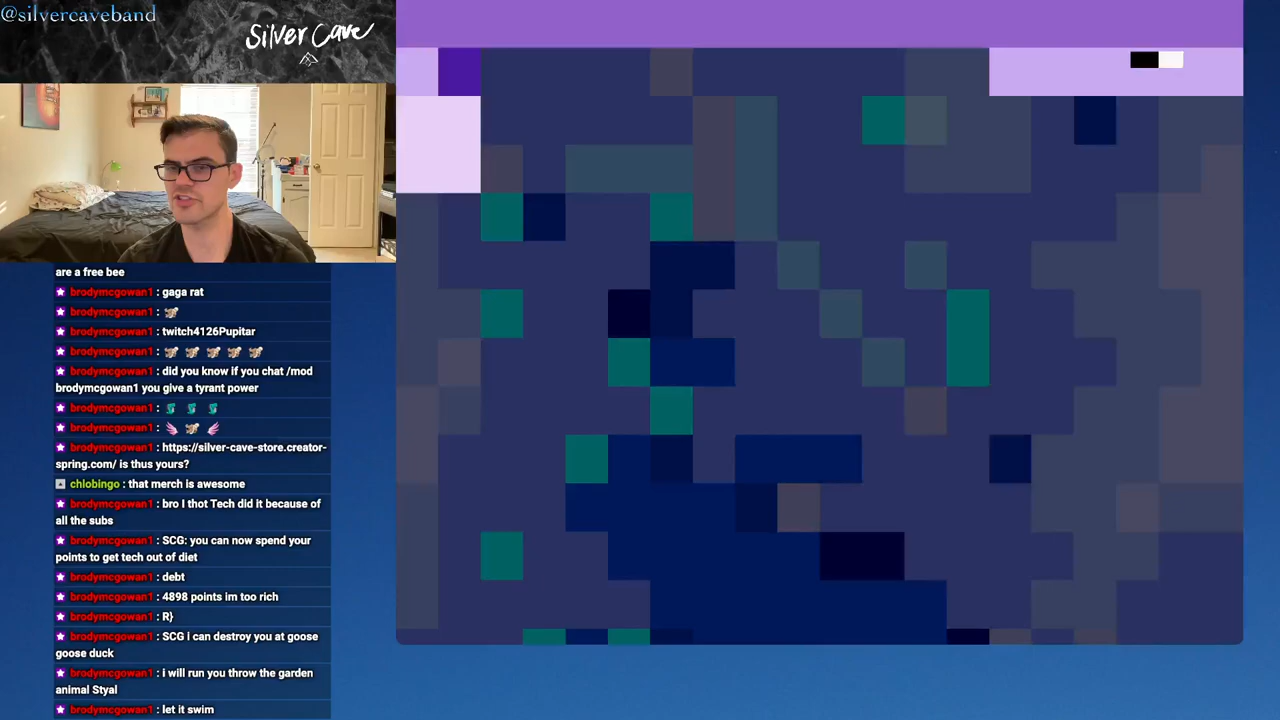 @silvercaveband
Silver Cave
are a free bee
brodymcgowan1 : gaga rat
brodymcgowan1 :
brodymcgowan1 : twitch4126Pupitar
brodymcgowan1 :
brodymcgowan1 : did you know if you chat /mod
brodymcgowan1 you give a tyrant power
brodymcgowan1 :
brodymcgowan1 :
brodymcgowan1 : https://silver-cave-store.creator-
spring.com/ is thus yours?
chlobingo : that merch is awesome
brodymcgowan1 : bro I thot Tech did it because of
all the subs
brodymcgowan1 : SCG: you can now spend your
points to get tech out of diet
brodymcgowan1 : debt
brodymcgowan1 : 4898 points im too rich
brodymcgowan1 : R}
brodymcgowan1 : SCG i can destroy you at goose
goose duck
brodymcgowan1 : i will run you throw the garden
animal Styal
brodymcgowan1 : let it swim